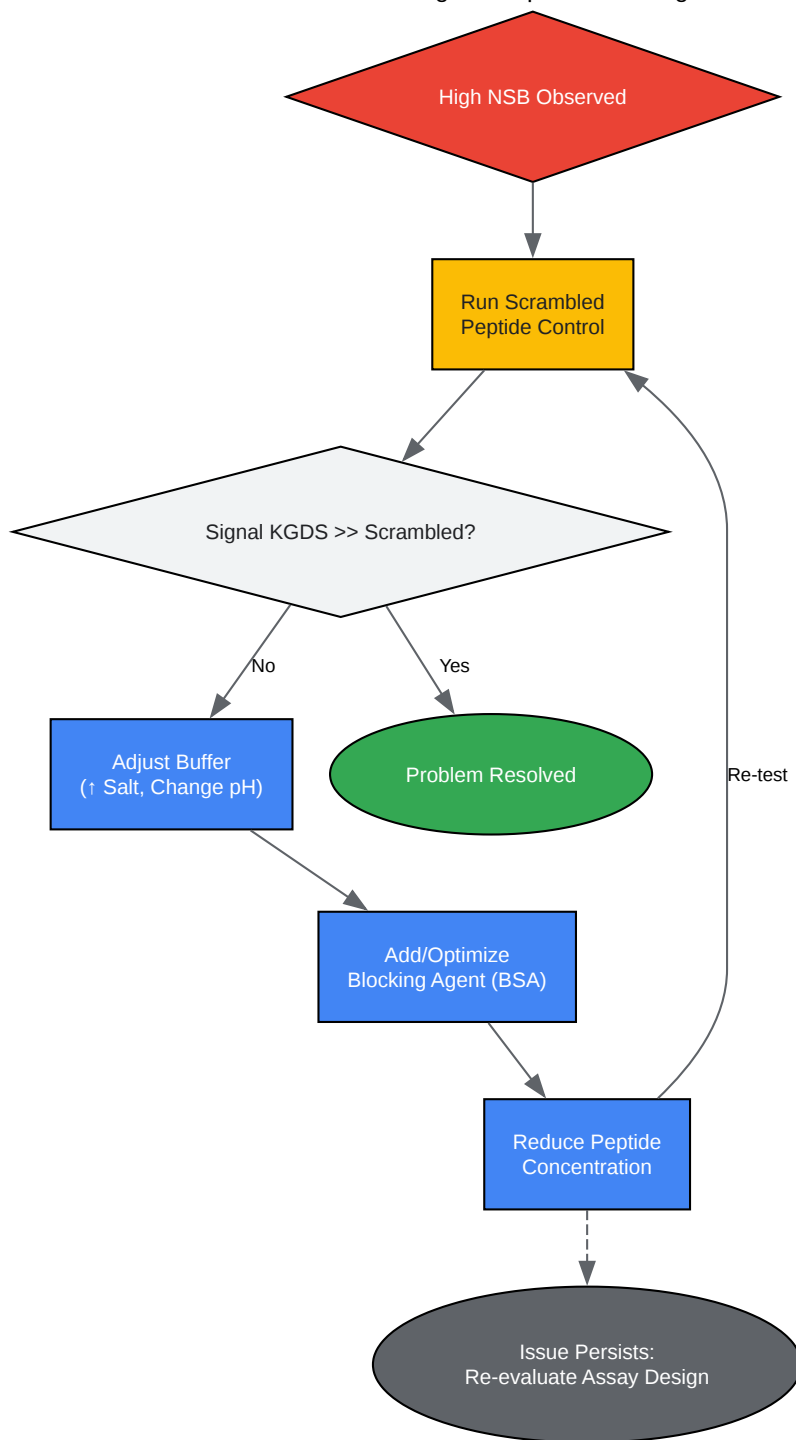 High NSB Observed
Run Scrambled
Peptide Control
Signal KGDS >> Scrambled?
No
Yes
Adjust Buffer
(↑ Salt, Change pH)
Problem Resolved
Re-test
Add/Optimize
Blocking Agent (BSA)
Reduce Peptide
Concentration
Issue Persists:
Re-evaluate Assay Design